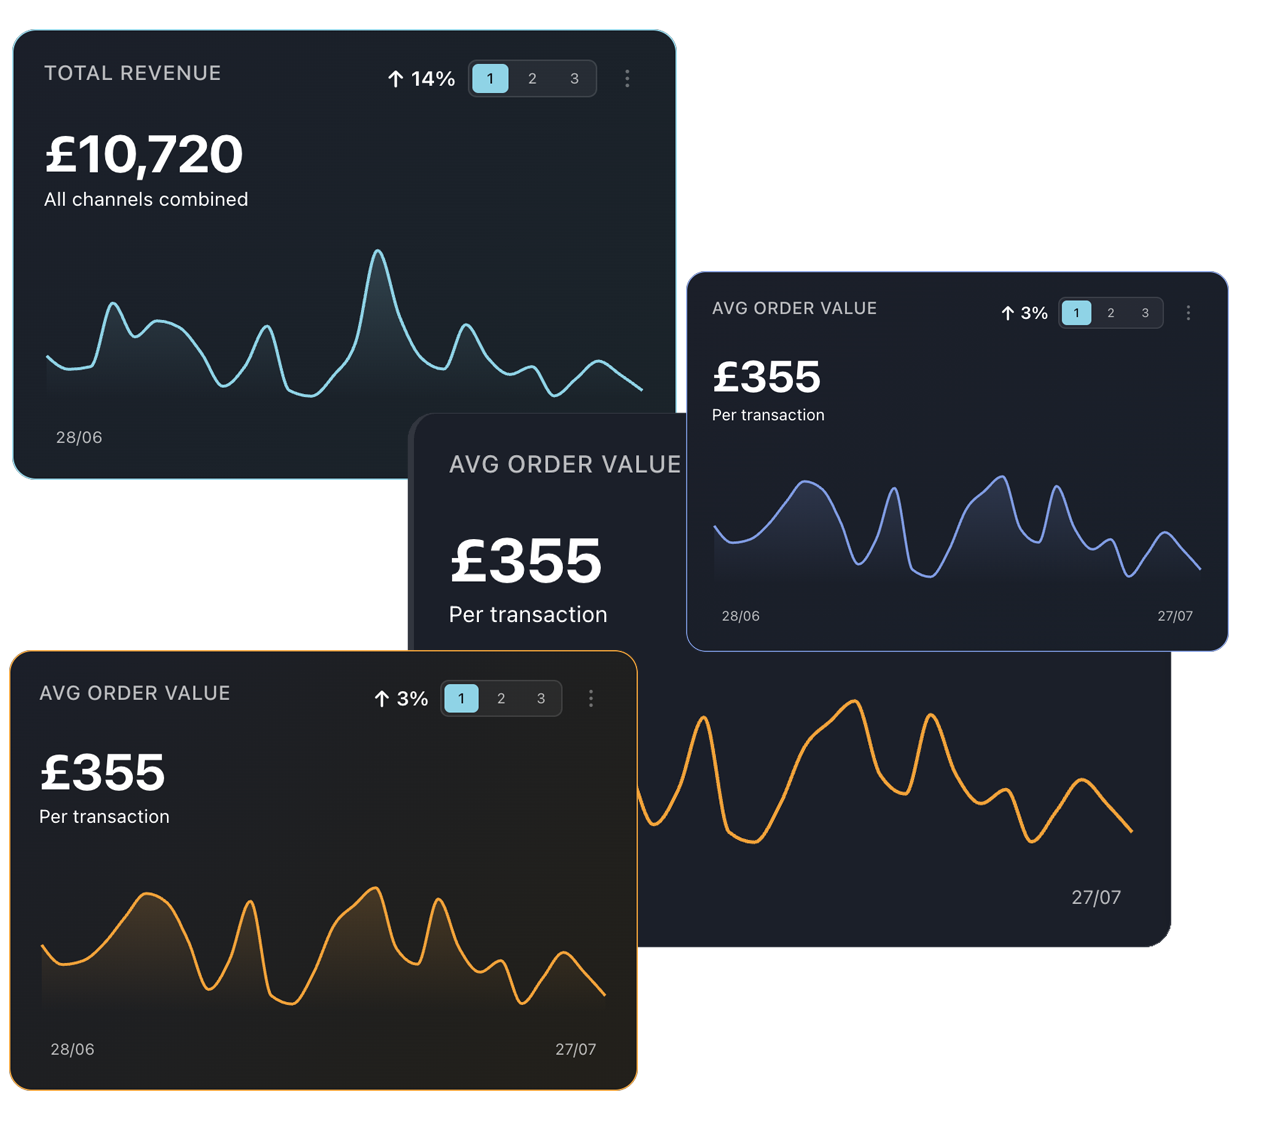 TOTAL REVENUE
↑ 14%
1 2 3
£10,720
All channels combined
28/06
AVG ORDER VALUE
↑ 3%
1 2 3
£355
Per transaction
28/06 27/07
AVG ORDER VALUE
£355
Per transaction
27/07
AVG ORDER VALUE
↑ 3%
1 2 3
£355
Per transaction
28/06 27/07